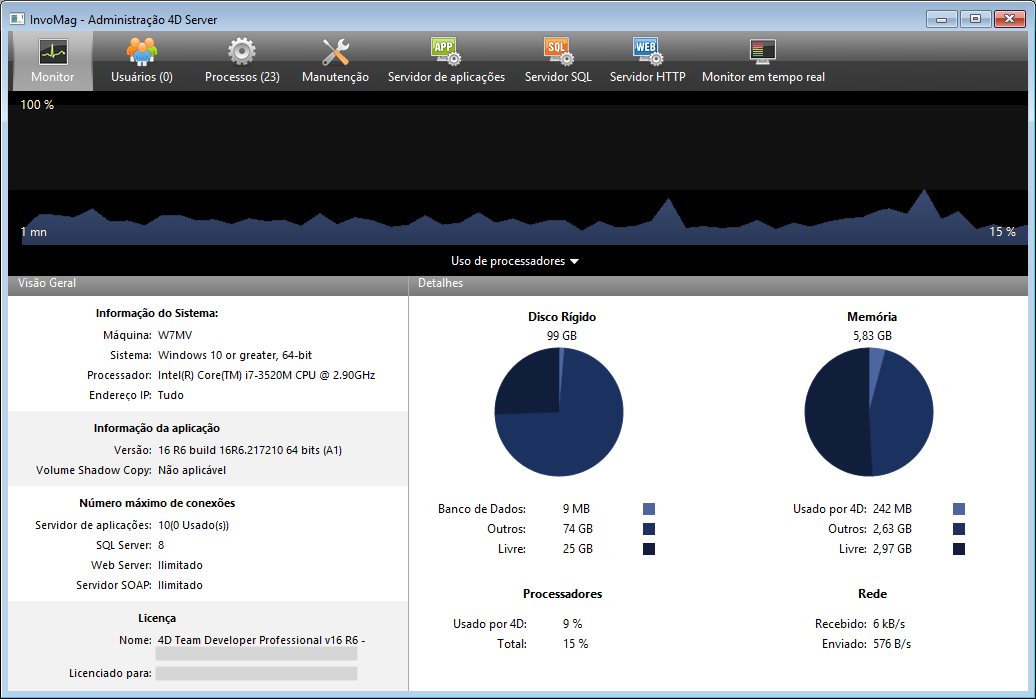 InvoMag - Administração 4D Server
Monitor
Usuários (0)
Processos (23)
Manutenção
Servidor de aplicações
Servidor SQL
Servidor HTTP
Monitor em tempo real
APP
SQL
WEB
100 %
1 mn
15 %
Uso de processadores
Visão Geral
Informação do Sistema:
Máquina: W7MV
Sistema: Windows 10 or greater, 64-bit
Processador: Intel(R) Core(TM) i7-3520M CPU @ 2.90GHz
Endereço IP: Tudo
Informação da aplicação
Versão: 16 R6 build 16R6.217210 64 bits (A1)
Volume Shadow Copy: Não aplicável
Número máximo de conexões
Servidor de aplicações: 10(0 Usado(s))
SQL Server: 8
Web Server: Ilimitado
Servidor SOAP: Ilimitado
Licença
Nome: 4D Team Developer Professional v16 R6 -
Licenciado para:
Detalhes
Disco Rígido
99 GB
Banco de Dados: 9 MB
Outros: 74 GB
Livre: 25 GB
Memória
5,83 GB
Usado por 4D: 242 MB
Outros: 2,63 GB
Livre: 2,97 GB
Processadores
Usado por 4D: 9 %
Total: 15 %
Rede
Recebido: 6 kB/s
Enviado: 576 B/s